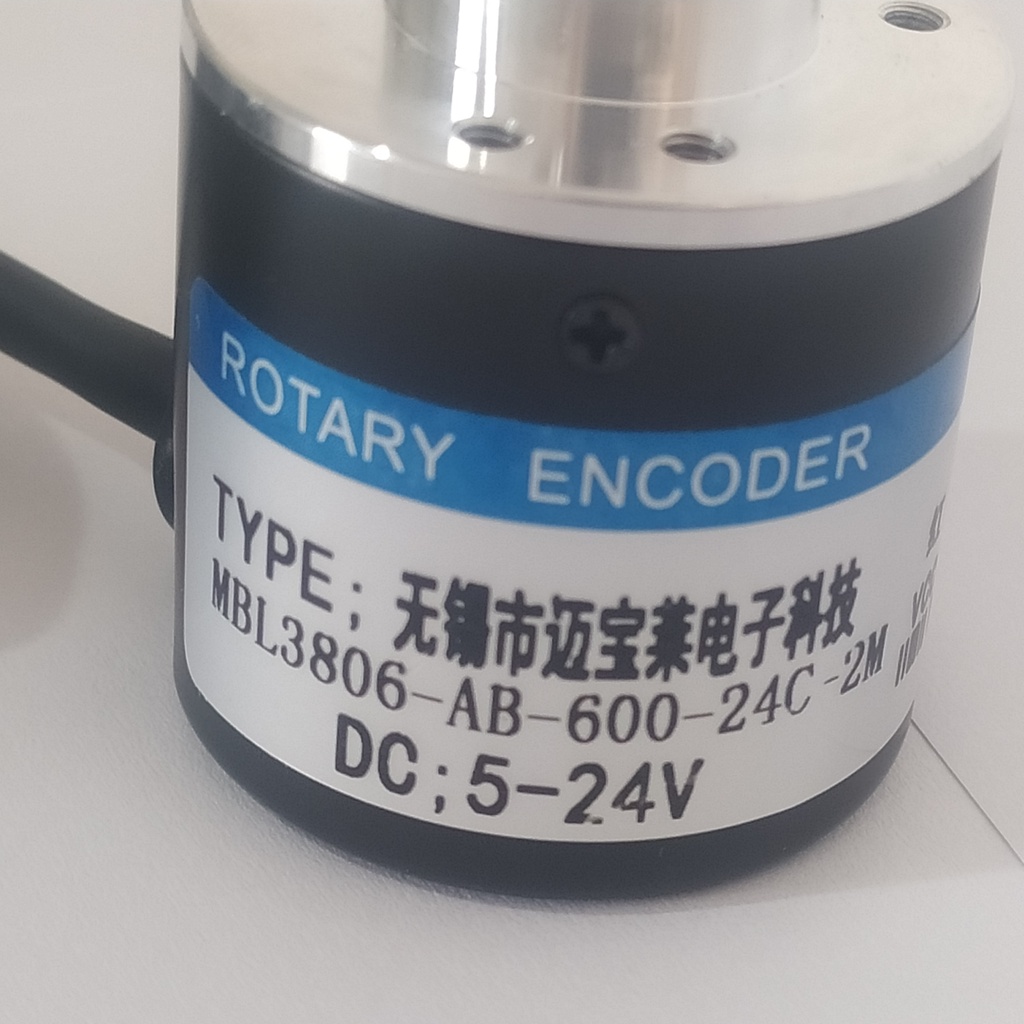 ROTARY ENCODER
TYPE; 无锡市迈宝莱电子科技
MBL3806-AB-600-24C-2M
DC;5-24V